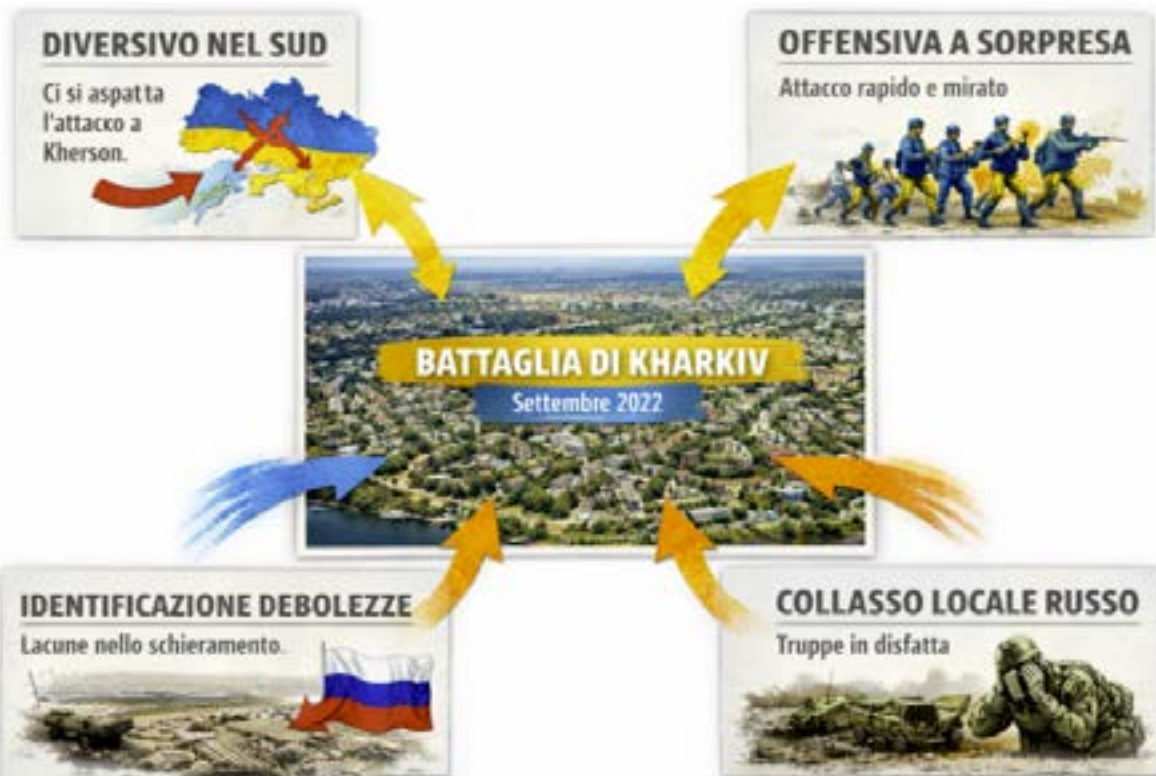 DIVERSIVO NEL SUD
Ci si aspatta
l'attacco a
Kherson.
OFFENSIVA A SORPRESA
Attacco rapido e mirato
BATTAGLIA DI KHARKIV
Settembre 2022
IDENTIFICAZIONE DEBOLEZZE
Lacune nello schieramento.
COLLASSO LOCALE RUSSO
Truppe in disfatta